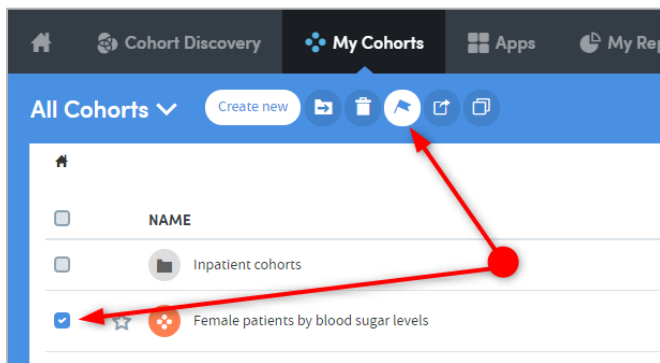 Cohort Discovery My Cohorts Apps My Rep
All Cohorts Create new
NAME
Inpatient cohorts
Female patients by blood sugar levels